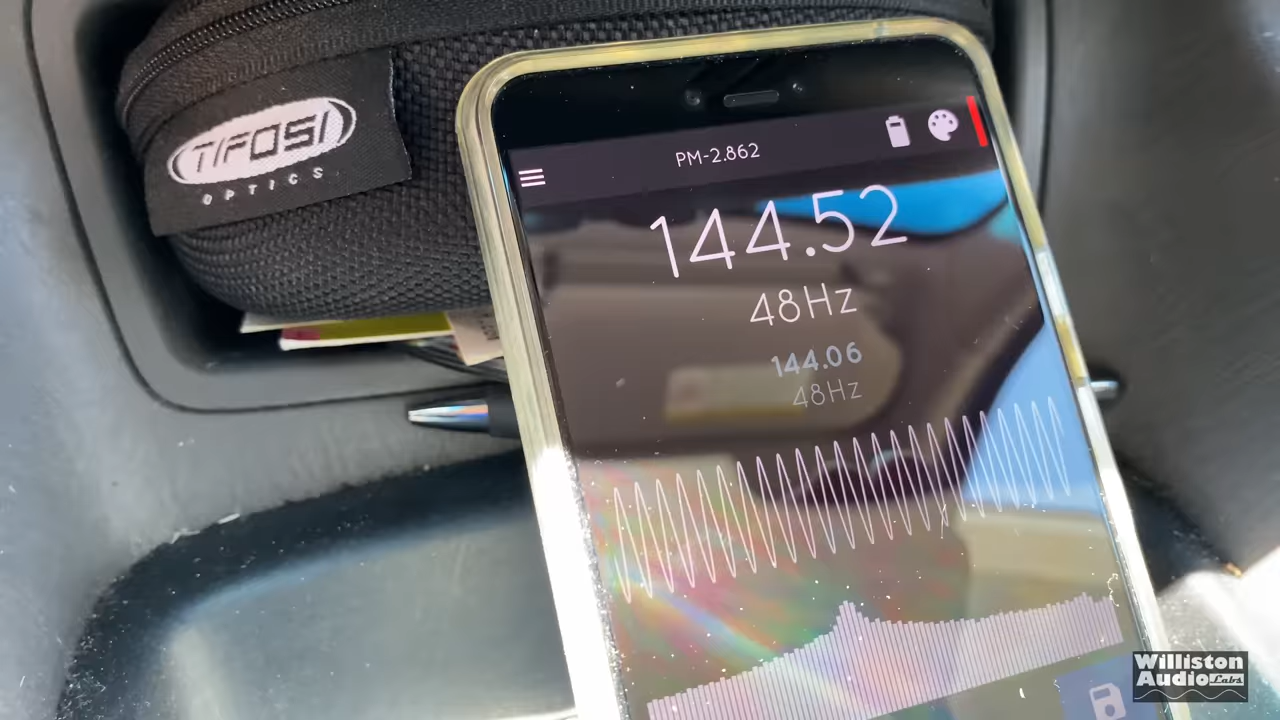 TIFOSI
OPTICS
PM-2.862
144.52
48Hz
144.06
48Hz
Williston
Audio Labs